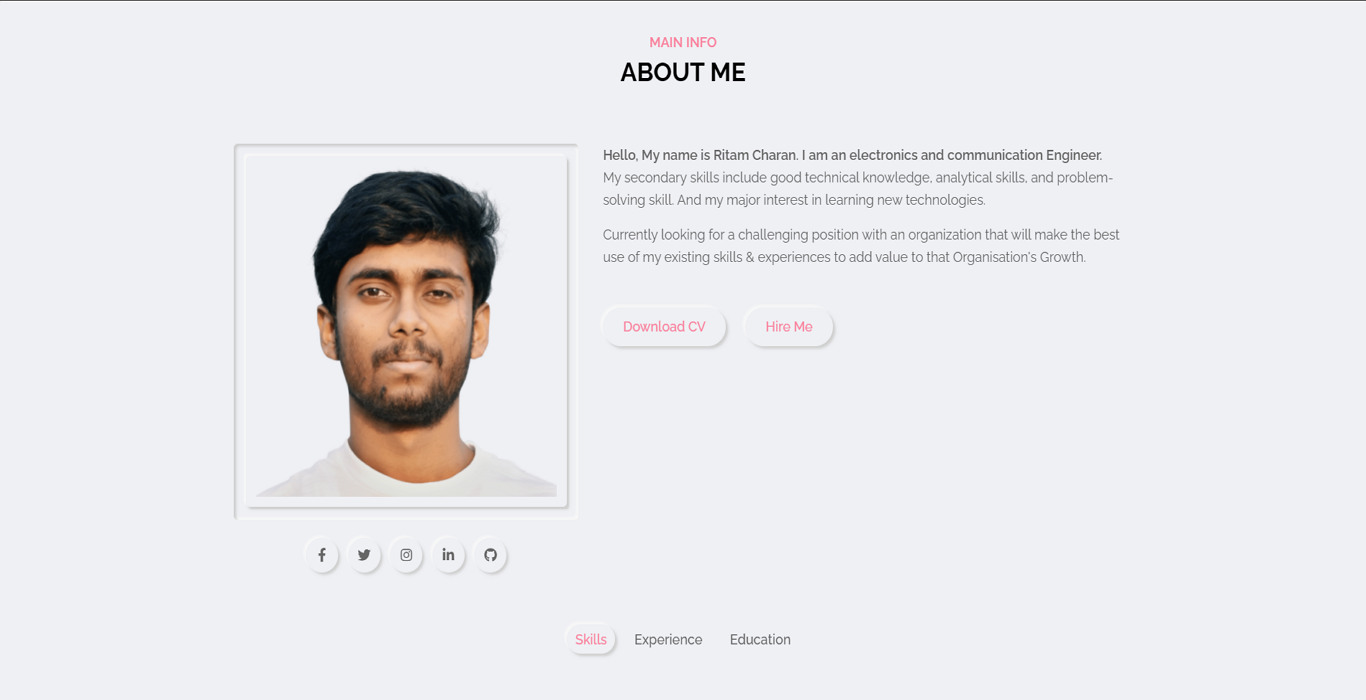 MAIN INFO
ABOUT ME
Hello, My name is Ritam Charan. I am an electronics and communication Engineer.
My secondary skills include good technical knowledge, analytical skills, and problem-
solving skill. And my major interest in learning new technologies.
Currently looking for a challenging position with an organization that will make the best
use of my existing skills & experiences to add value to that Organisation's Growth.
Download CV Hire Me
Skills Experience Education